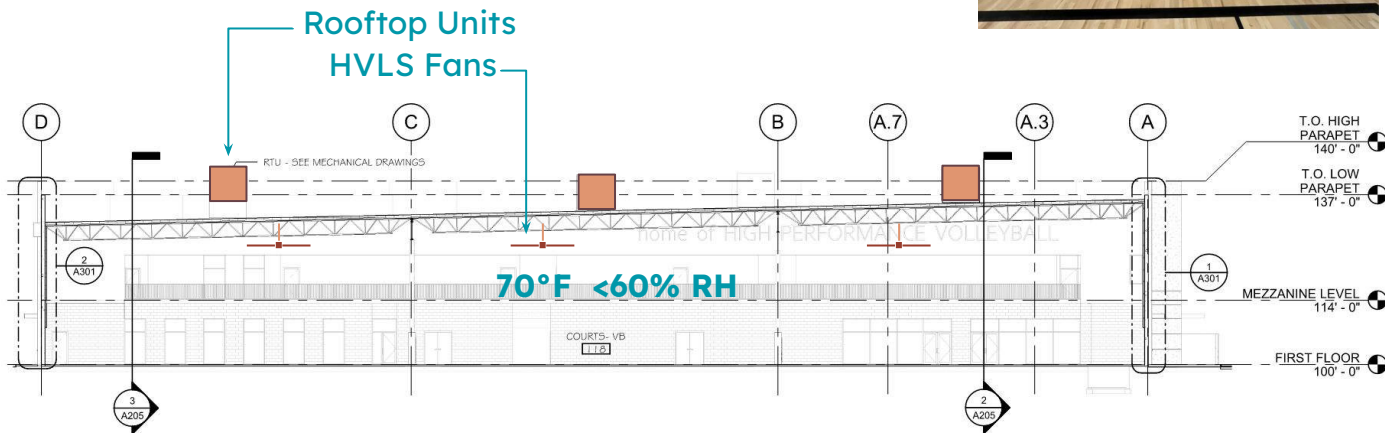 Rooftop Units
HVLS Fans
D
C
B
A.7
A.3
A
T.O. HIGH
PARAPET
140' - 0"
RTU - SEE MECHANICAL DRAWINGS
T.O. LOW
PARAPET
137' - 0"
home of HIGH PERFORMANCE VOLLEYBALL
2
A301
1
A301
70°F <60% RH
MEZZANINE LEVEL
114' - 0"
COURTS- VB
118
FIRST FLOOR
100' - 0"
3
A205
2
A205